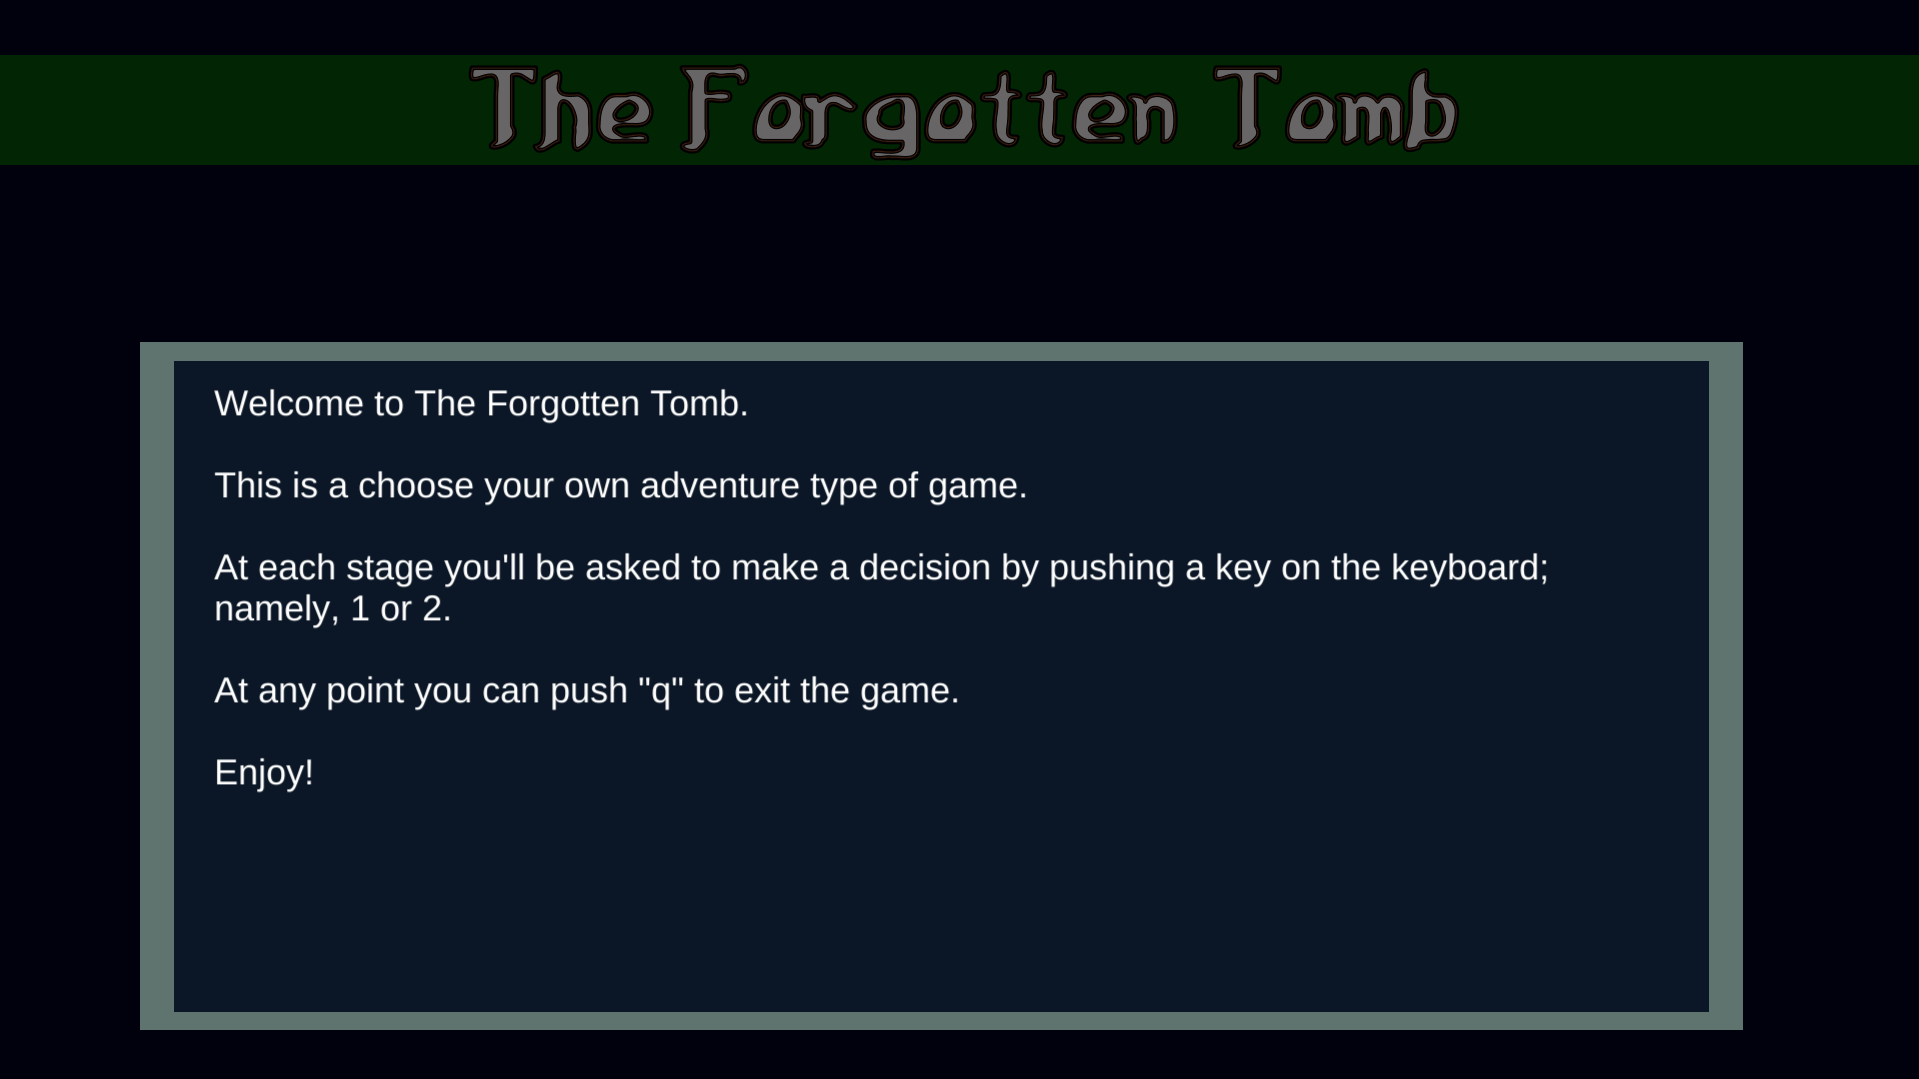 The Forgotten Tomb
Welcome to The Forgotten Tomb.
This is a choose your own adventure type of game.
At each stage you'll be asked to make a decision by pushing a key on the keyboard;
namely, 1 or 2.
At any point you can push "q" to exit the game.
Enjoy!